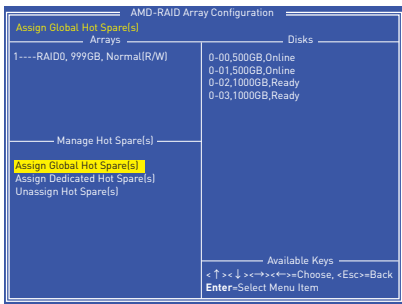 AMD-RAID Array Configuration
Assign Global Hot Spare(s)
Arrays
1----RAID0, 999GB, Normal(R/W)
Disks
0-00,500GB,Online
0-01,500GB,Online
0-02,1000GB,Ready
0-03,1000GB,Ready
Manage Hot Spare(s)
Assign Global Hot Spare(s)
Assign Dedicated Hot Spare(s)
Unassign Hot Spare(s)
Available Keys
<↑><↓><→><←>=Choose, <Esc>=Back
Enter=Select Menu Item